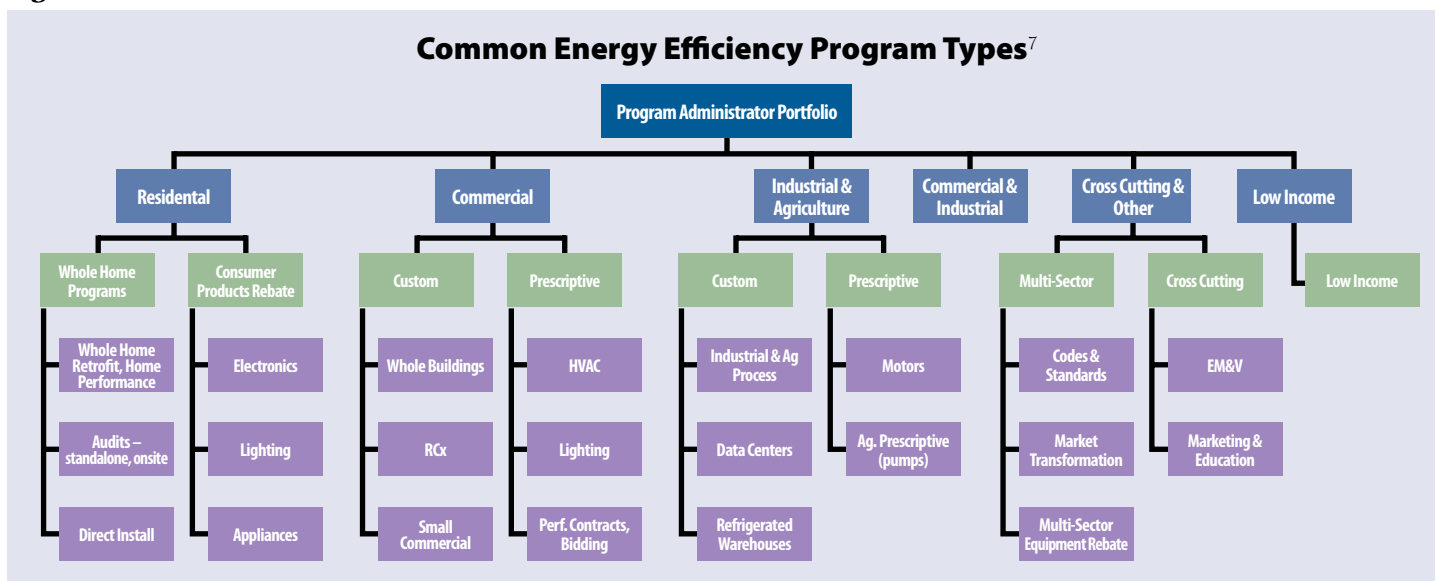 Common Energy Efficiency Program Types7
Program Administrator Portfolio
Residental
Commercial
Industrial &
Agriculture
Commercial &
Industrial
Cross Cutting &
Other
Low Income
Whole Home
Programs
Consumer
Products Rebate
Custom
Prescriptive
Custom
Prescriptive
Multi-Sector
Cross Cutting
Low Income
Whole Home
Retrofit, Home
Performance
Electronics
Whole Buildings
HVAC
Industrial & Ag
Process
Motors
Codes &
Standards
EM&V
Audits –
standalone, onsite
Lighting
RCx
Lighting
Data Centers
Ag. Prescriptive
(pumps)
Market
Transformation
Marketing &
Education
Direct Install
Appliances
Small
Commercial
Perf. Contracts,
Bidding
Refrigerated
Warehouses
Multi-Sector
Equipment Rebate